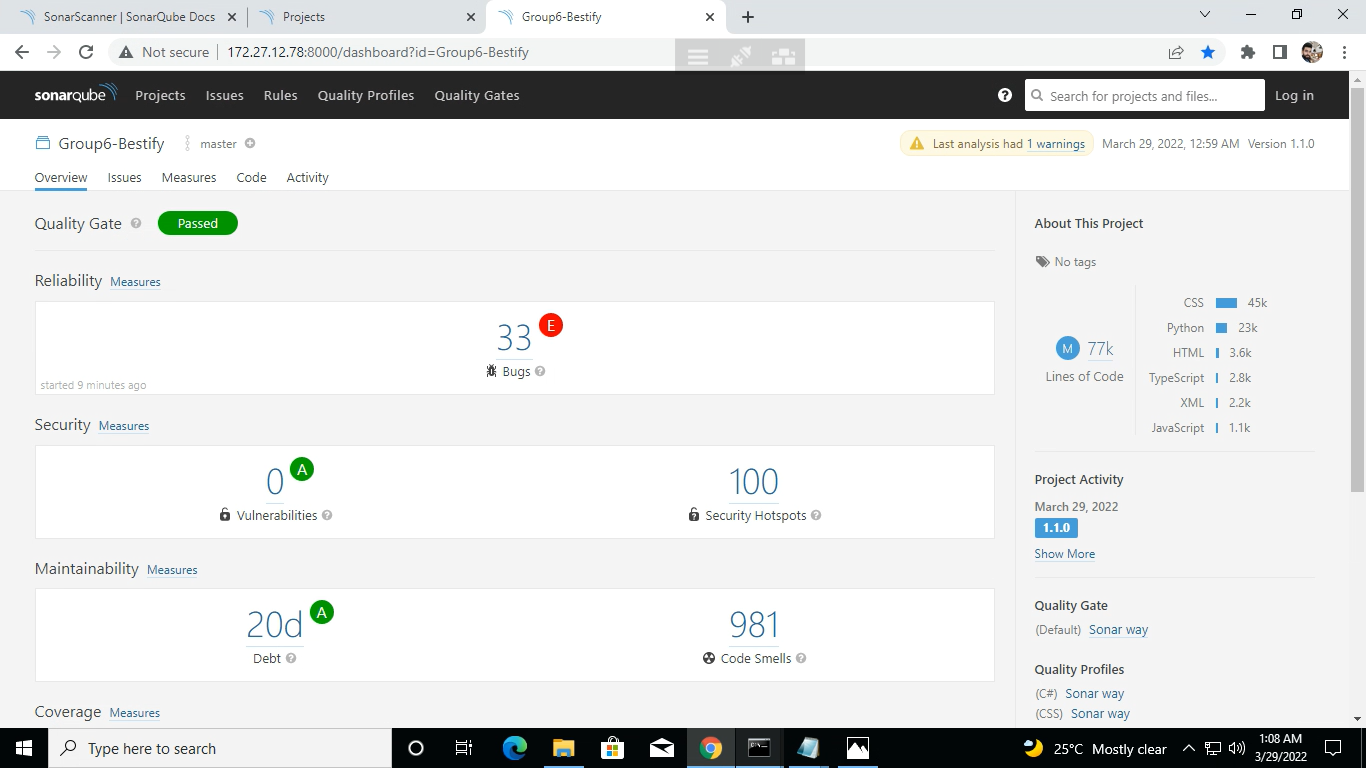 SonarScanner | SonarQube Docs
Projects
Group6-Bestify
Not secure
172.27.12.78:8000/dashboard?id=Group6-Bestify
sonarqube Projects Issues Rules Quality Profiles Quality Gates
Search for projects and files...
Log in
Group6-Bestify master
Last analysis had 1 warnings March 29, 2022, 12:59 AM Version 1.1.0
Overview Issues Measures Code Activity
Quality Gate Passed
Reliability Measures
33 E
Bugs
started 9 minutes ago
Security Measures
0 A
Vulnerabilities
100
Security Hotspots
Maintainability Measures
20d A
Debt
981
Code Smells
Coverage Measures
About This Project
No tags
M 77k
Lines of Code
CSS 45k
Python 23k
HTML 3.6k
TypeScript 2.8k
XML 2.2k
JavaScript 1.1k
Project Activity
March 29, 2022
1.1.0
Show More
Quality Gate
(Default) Sonar way
Quality Profiles
(C#) Sonar way
(CSS) Sonar way
Type here to search
25°C Mostly clear
1:08 AM
3/29/2022